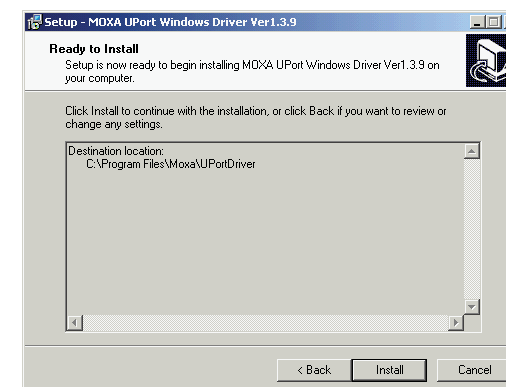 Setup - MOXA UPort Windows Driver Ver1.3.9
Ready to Install
Setup is now ready to begin installing MOXA UPort Windows Driver Ver1.3.9 on
your computer.
Click Install to continue with the installation, or click Back if you want to review or
change any settings.
Destination location:
C:\Program Files\Moxa\UPortDriver
< Back
Install
Cancel